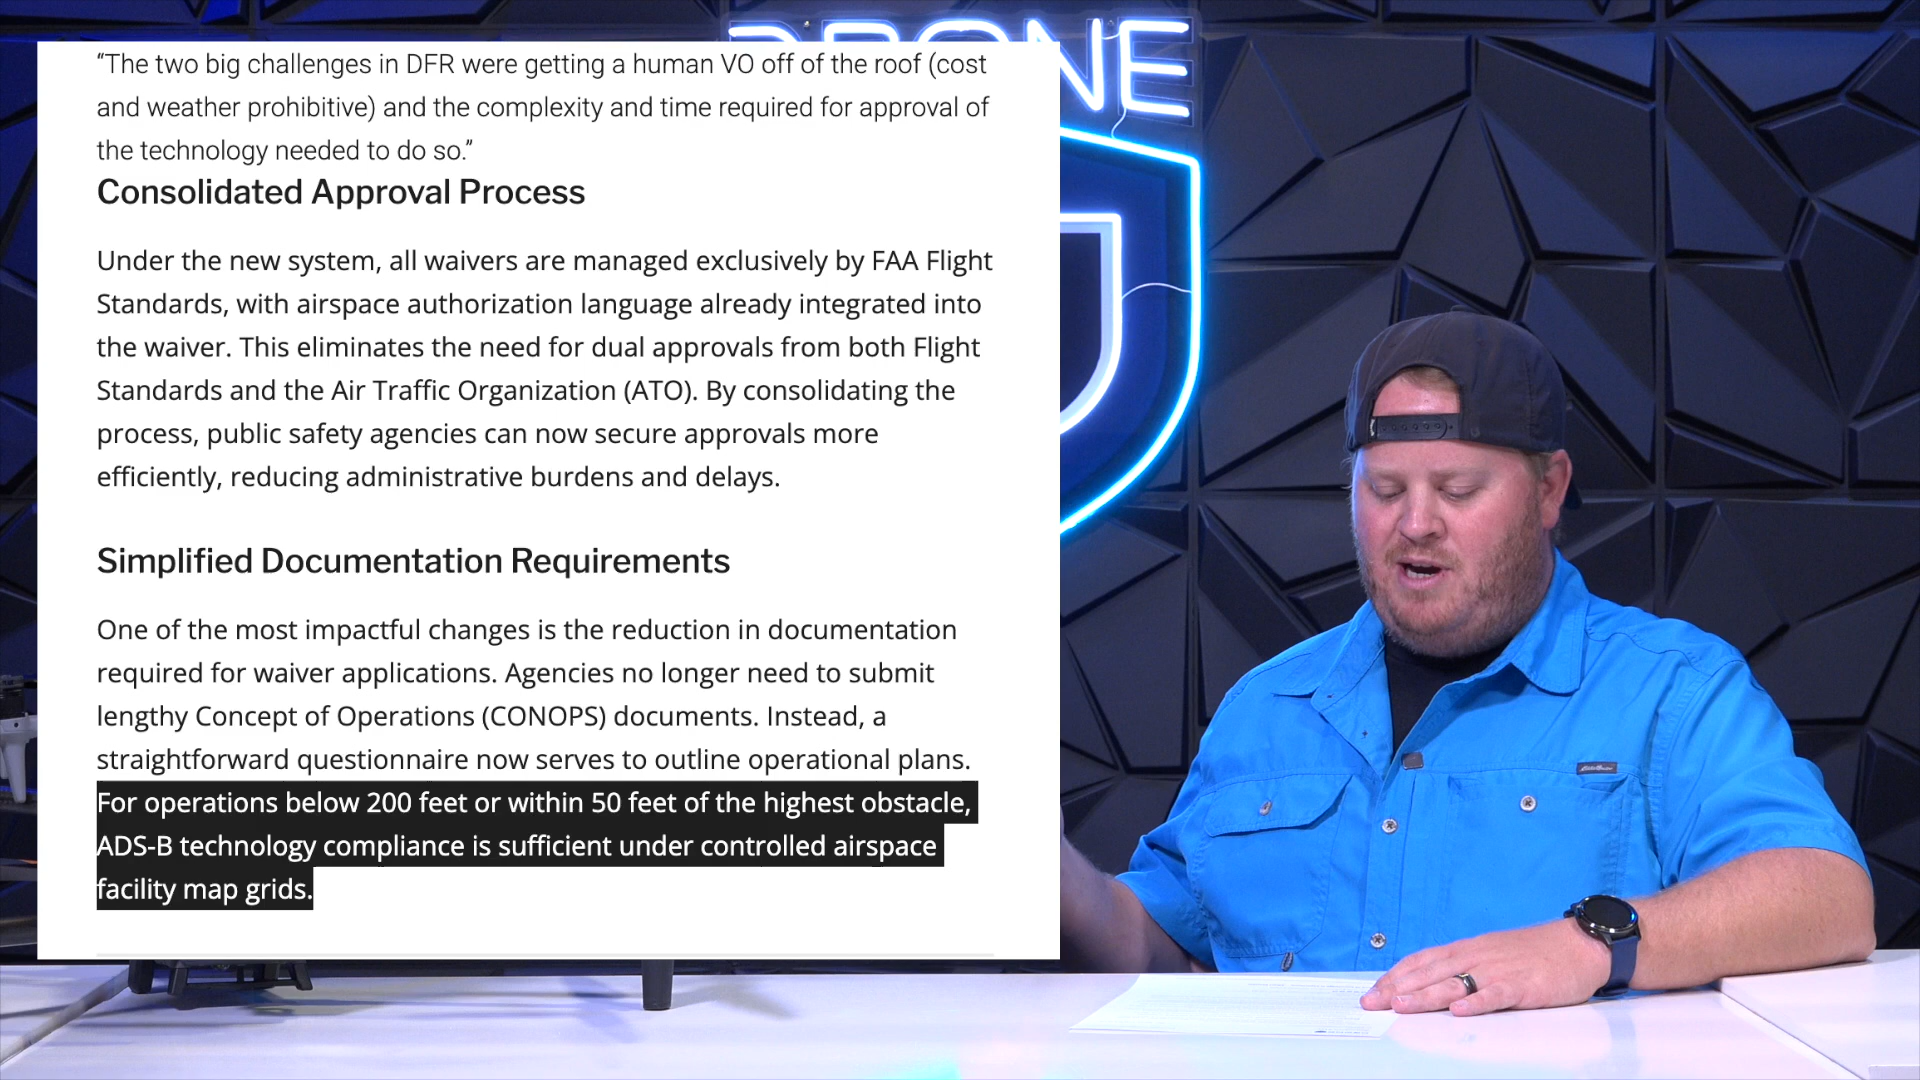 DRONE
“The two big challenges in DFR were getting a human VO off of the roof (cost
and weather prohibitive) and the complexity and time required for approval of
the technology needed to do so.”
Consolidated Approval Process
Under the new system, all waivers are managed exclusively by FAA Flight
Standards, with airspace authorization language already integrated into
the waiver. This eliminates the need for dual approvals from both Flight
Standards and the Air Traffic Organization (ATO). By consolidating the
process, public safety agencies can now secure approvals more
efficiently, reducing administrative burdens and delays.
Simplified Documentation Requirements
One of the most impactful changes is the reduction in documentation
required for waiver applications. Agencies no longer need to submit
lengthy Concept of Operations (CONOPS) documents. Instead, a
straightforward questionnaire now serves to outline operational plans.
For operations below 200 feet or within 50 feet of the highest obstacle,
ADS-B technology compliance is sufficient under controlled airspace
facility map grids.